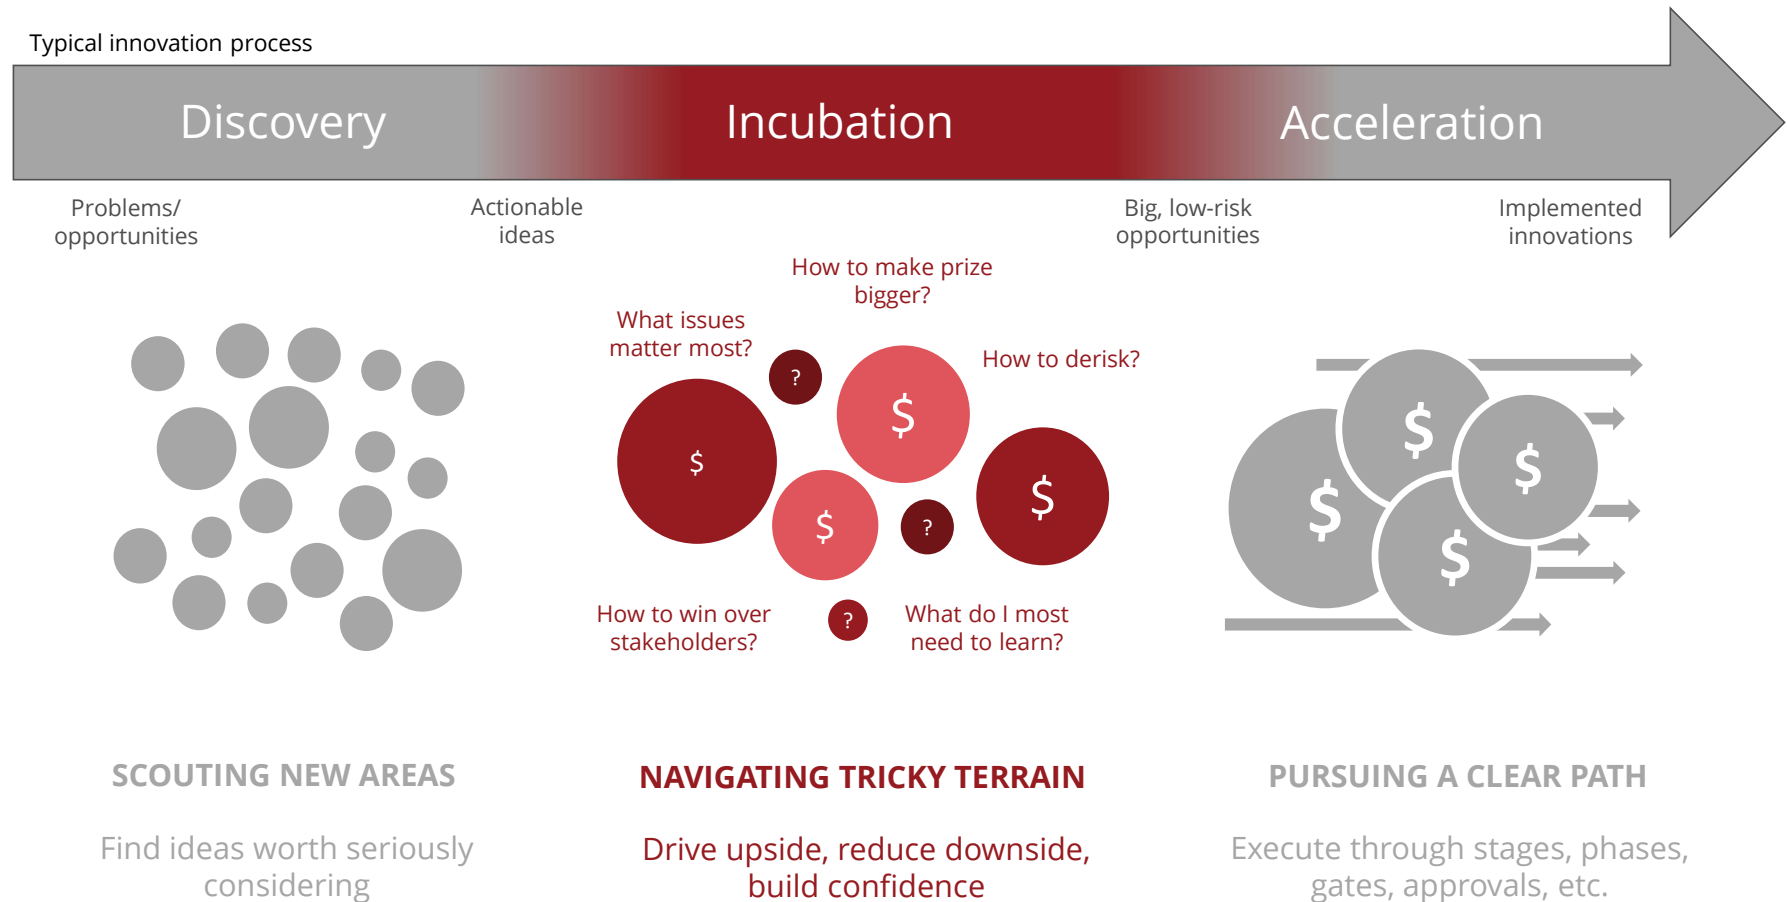 Typical innovation process
Discovery
Incubation
Acceleration
Problems/
opportunities
Actionable
ideas
Big, low-risk
opportunities
Implemented
innovations
How to make prize
bigger?
What issues
matter most?
How to derisk?
?
$
$
$
$
?
How to win over
stakeholders?
?
What do I most
need to learn?
$
$
$
$
SCOUTING NEW AREAS
Find ideas worth seriously
considering
NAVIGATING TRICKY TERRAIN
Drive upside, reduce downside,
build confidence
PURSUING A CLEAR PATH
Execute through stages, phases,
gates, approvals, etc.